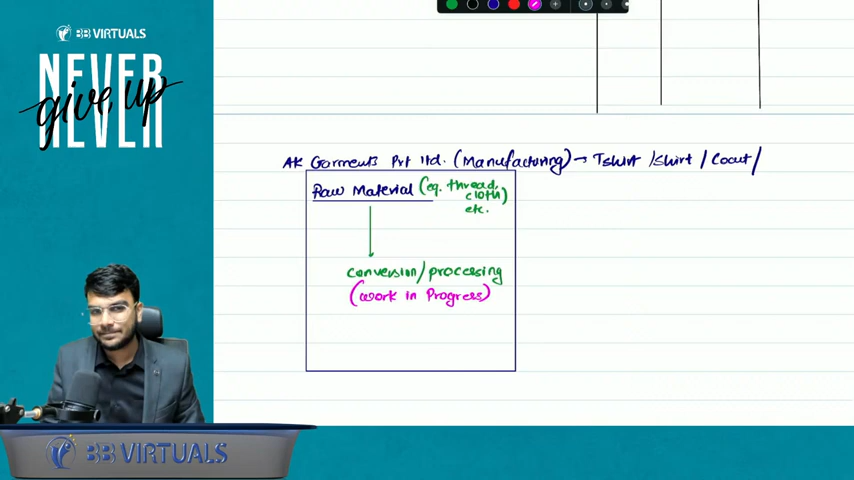 BB VIRTUALS
NEVER
give up
NEVER
AK Garments Pvt ltd. (Manufacturing) → Tshirt /shirt / Coat/
Raw Material (eg. thread,
cloth)
etc.
conversion/processing
(work in Progress)
BB VIRTUALS